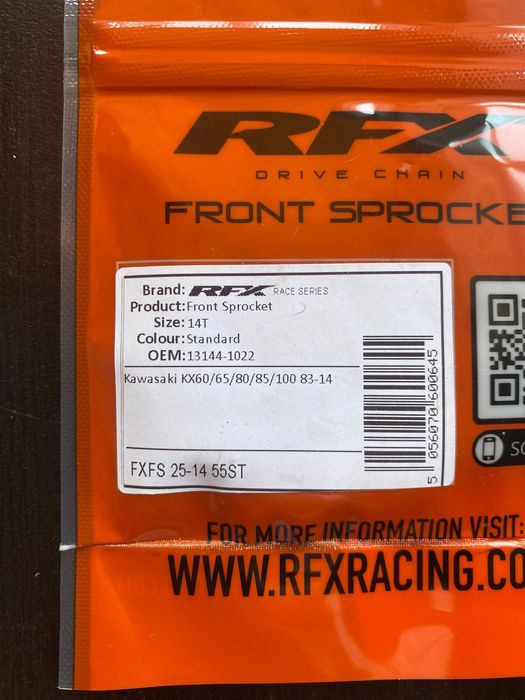 RFX
DRIVE CHAIN
FRONT SPROCKE
Brand: RFX RACE SERIES
Product: Front Sprocket
Size: 14T
Colour: Standard
OEM: 13144-1022
Kawasaki KX60/65/80/85/100 83-14
5 056070 600645
FXFS 25-14 55ST
SC
FOR MORE INFORMATION VISIT:
WWW.RFXRACING.CO